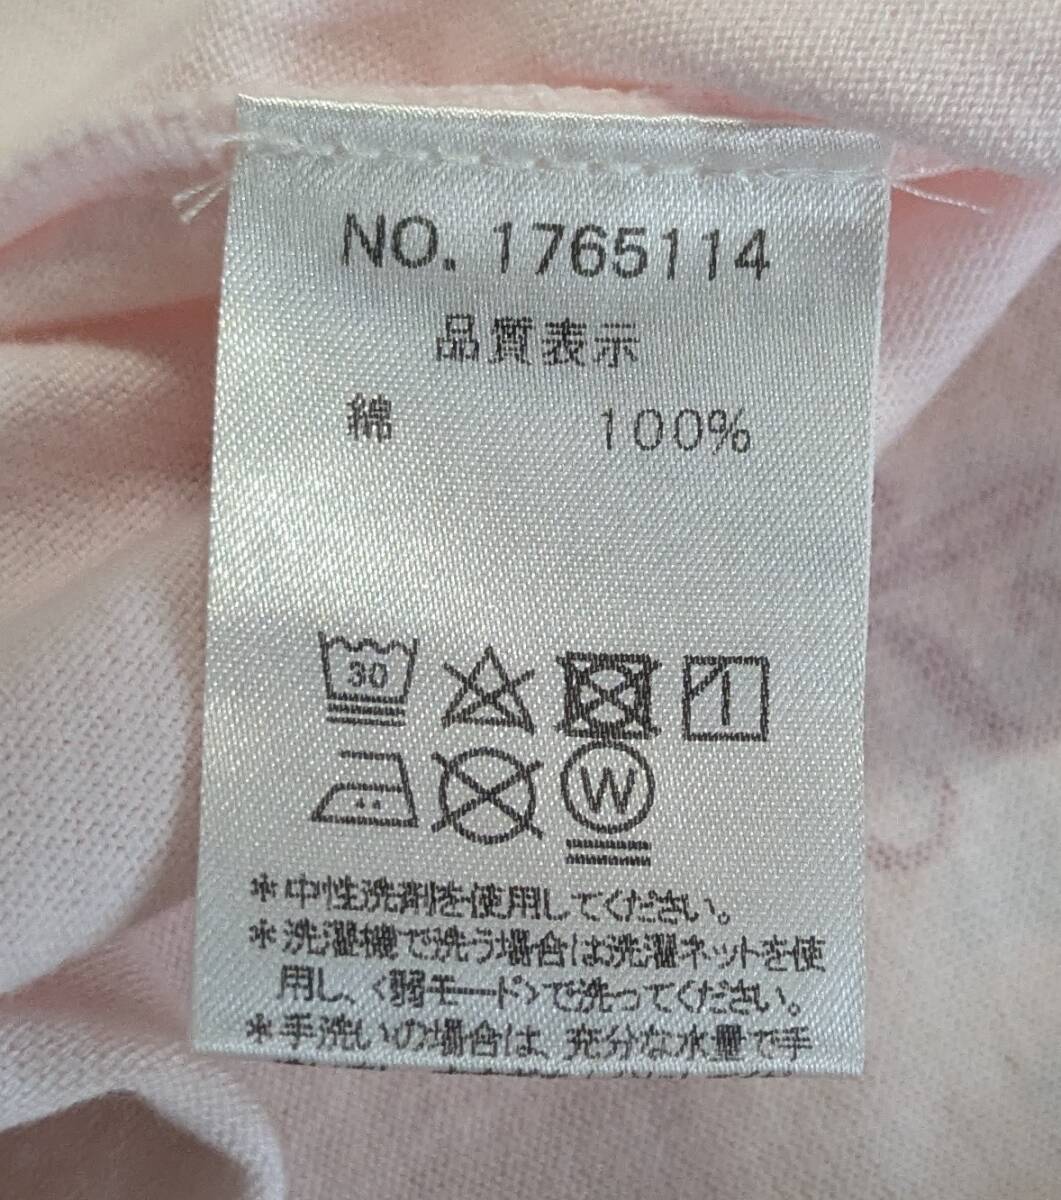 NO. 1765114
品質表示
綿 100%
30
W
＊中性洗剤を使用してください。
＊洗濯機で洗う場合は洗濯ネットを使
用し、〈弱モード〉で洗ってください。
＊手洗いの場合は、充分な水量で手